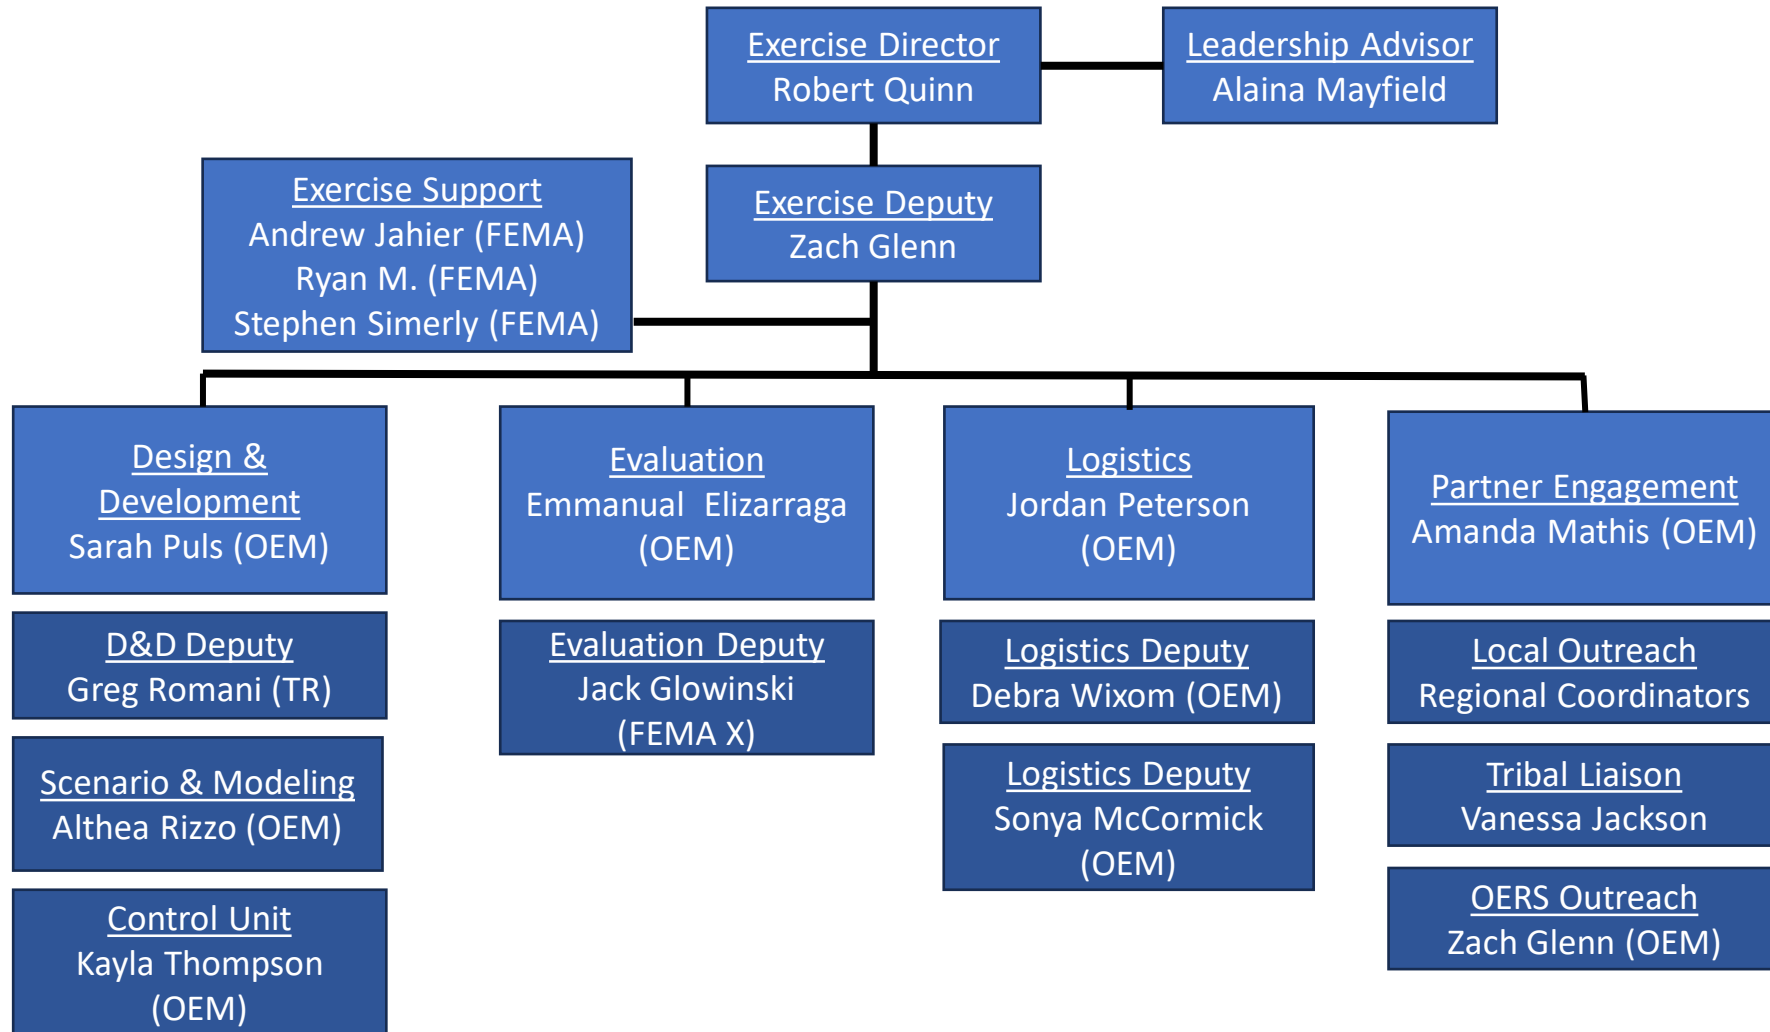 Exercise Director
Robert Quinn
Leadership Advisor
Alaina Mayfield
Exercise Support
Andrew Jahier (FEMA)
Ryan M. (FEMA)
Stephen Simerly (FEMA)
Exercise Deputy
Zach Glenn
Design &
Development
Sarah Puls (OEM)
D&D Deputy
Greg Romani (TR)
Scenario & Modeling
Althea Rizzo (OEM)
Control Unit
Kayla Thompson
(OEM)
Evaluation
Emmanual  Elizarraga
(OEM)
Evaluation Deputy
Jack Glowinski
(FEMA X)
Logistics
Jordan Peterson
(OEM)
Logistics Deputy
Debra Wixom (OEM)
Logistics Deputy
Sonya McCormick
(OEM)
Partner Engagement
Amanda Mathis (OEM)
Local Outreach
Regional Coordinators
Tribal Liaison
Vanessa Jackson
OERS Outreach
Zach Glenn (OEM)